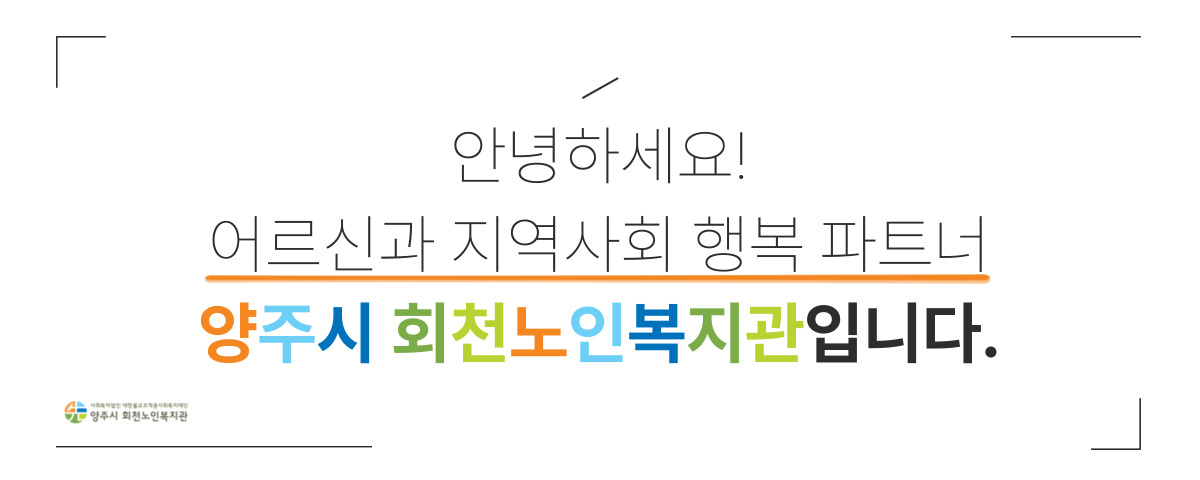 안녕하세요!
어르신과 지역사회 행복 파트너
양주시 회천노인복지관입니다.
사회복지법인 대한불교조계종사회복지재단
양주시 회천노인복지관